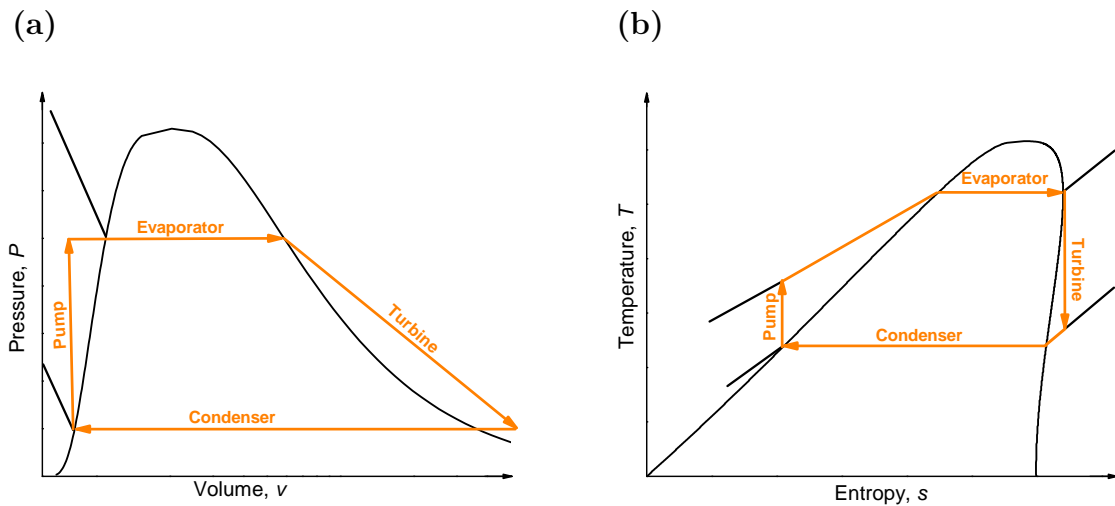 (a)
Pressure, P
Evaporator
Pump
Turbine
Condenser
Volume, v
(b)
Temperature, T
Evaporator
Turbine
Pump
Condenser
Entropy, s